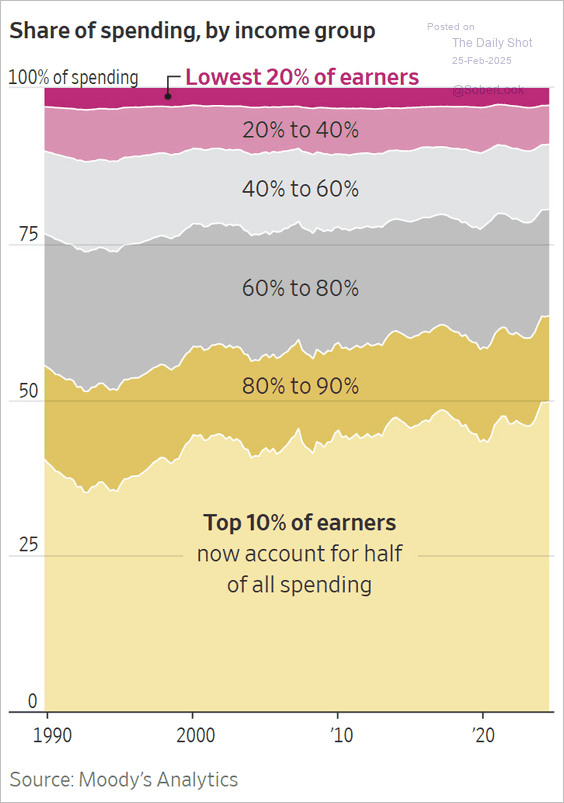 Share of spending, by income group
Posted on
The Daily Shot
25-Feb-2025
@SoberLook
100% of spending
Lowest 20% of earners
20% to 40%
40% to 60%
75
60% to 80%
80% to 90%
50
Top 10% of earners
now account for half
of all spending
25
0
1990 2000 ’10 ’20
Source: Moody’s Analytics